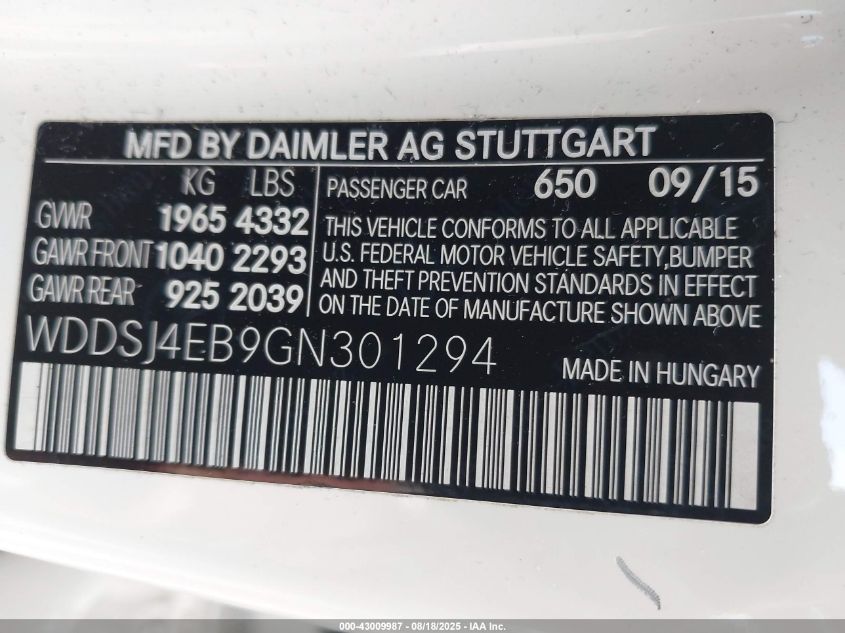 MFD BY DAIMLER AG STUTTGART
KG LBS
GVWR 1965 4332
GAWR FRONT 1040 2293
GAWR REAR 925 2039
PASSENGER CAR 650 09/15
THIS VEHICLE CONFORMS TO ALL APPLICABLE
U.S. FEDERAL MOTOR VEHICLE SAFETY,BUMPER
AND THEFT PREVENTION STANDARDS IN EFFECT
ON THE DATE OF MANUFACTURE SHOWN ABOVE
WDDSJ4EB9GN301294
MADE IN HUNGARY
000-43009987 - 08/18/2025 - IAA Inc.